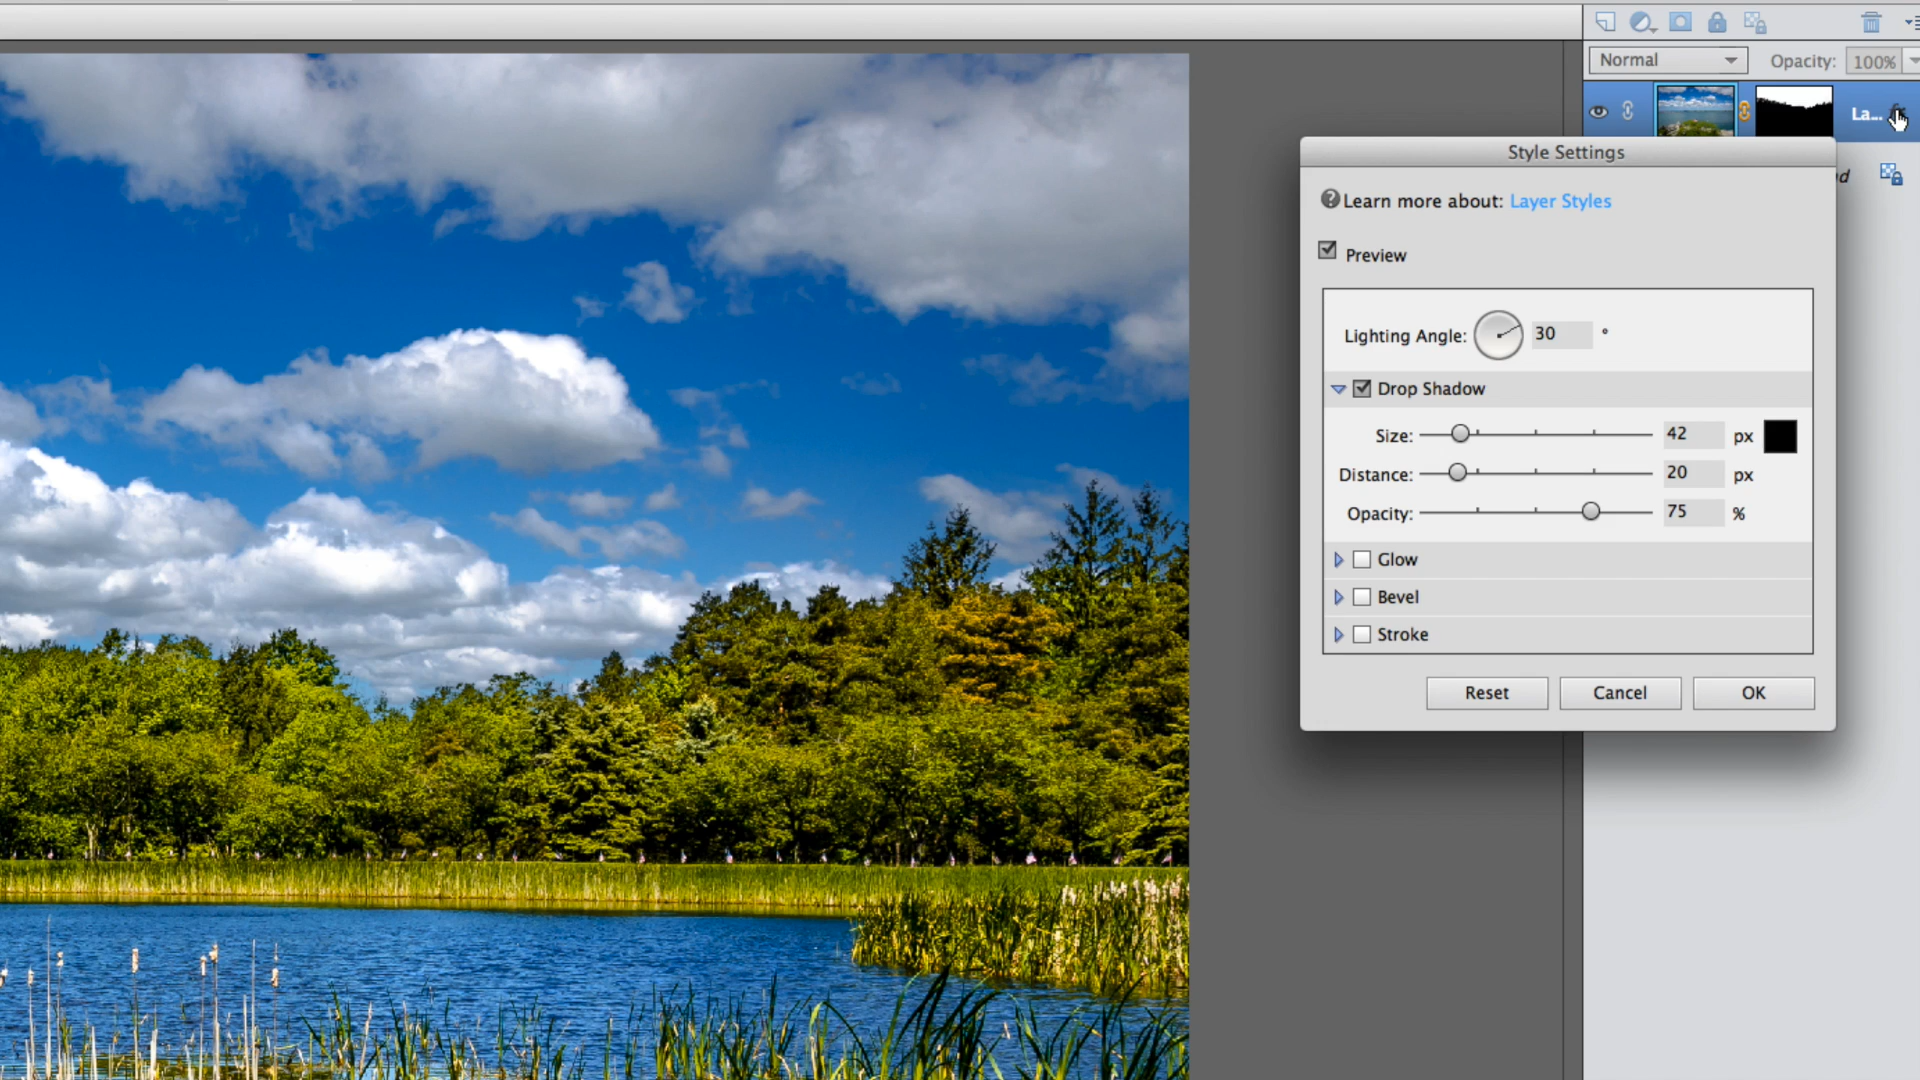 Normal
Opacity: 100%
La...
Style Settings
Learn more about: Layer Styles
Preview
Lighting Angle: 30 °
Drop Shadow
Size: 42 px
Distance: 20 px
Opacity: 75 %
Glow
Bevel
Stroke
Reset Cancel OK